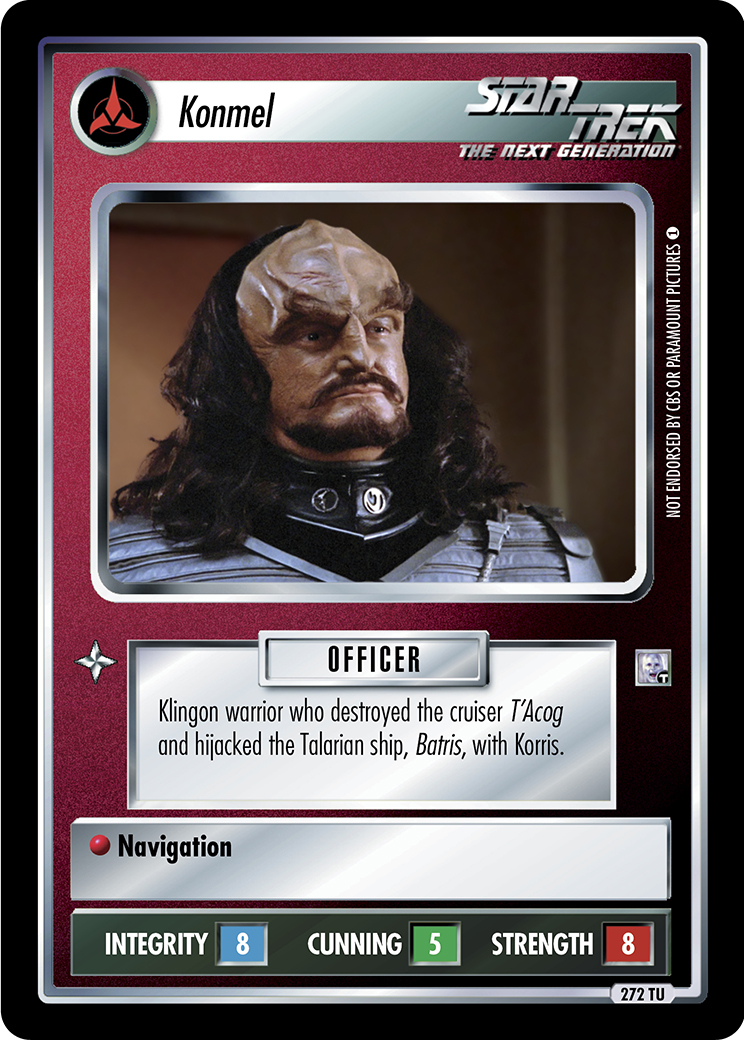 Konmel
STAR TREK
THE NEXT GENERATION
NOT ENDORSED BY CBS OR PARAMOUNT PICTURES 1
OFFICER
Klingon warrior who destroyed the cruiser T'Acog
and hijacked the Talarian ship, Batris, with Korris.
T
Navigation
INTEGRITY 8 CUNNING 5 STRENGTH 8
272 TU